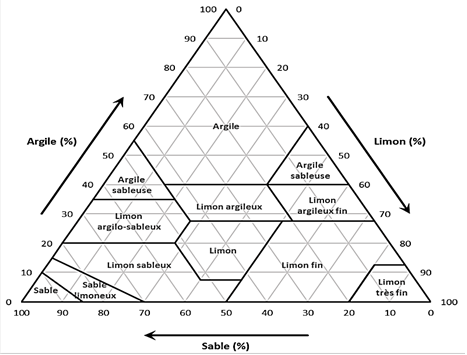 100 0
90 10
80 20
70 30
60 40
Argile
Argile (%)
Limon (%)
50 50
Argile
sableuse
Argile
sableuse
40 60
Limon argileux
Limon
argileux fin
30 70
Limon
argilo-sableux
20 80
Limon
Limon sableux
Limon fin
10 90
Sable
Sable
limoneux
Limon
très fin
0 100
100 90 80 70 60 50 40 30 20 10 0
Sable (%)